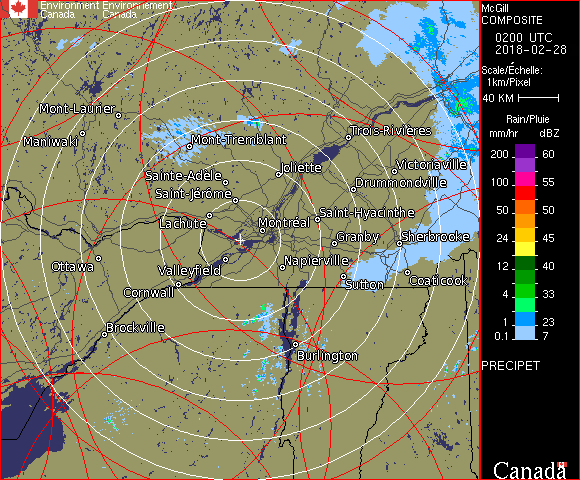 Environment Environnement
Canada Canada
McGill
COMPOSITE
0200 UTC
2018-02-28
Scale/Échelle:
1km/Pixel
40 KM
Rain/Pluie
mm/hr dBZ
200 60
100 55
50 50
24 45
12 40
4 33
1 23
0.1 7
PRECIPET
Canada
Mont-Laurier
Maniwaki
Mont-Tremblant
Trois-Rivières
Sainte-Adèle
Joliette
Victoriaville
Saint-Jérôme
Drummondville
Lachute
Montréal
Saint-Hyacinthe
Granby
Sherbrooke
Ottawa
Valleyfield
Napierville
Cornwall
Sutton
Coaticook
Brockville
Burlington